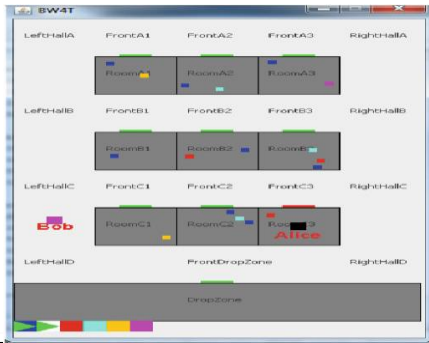 BW4T
LeftHallA FrontA1 FrontA2 FrontA3 RightHallA
RoomA1 RoomA2 RoomA3
LeftHallB FrontB1 FrontB2 FrontB3 RightHallB
RoomB1 RoomB2 RoomB3
LeftHallC FrontC1 FrontC2 FrontC3 RightHallC
Bob RoomC1 RoomC2 RoomC3
Alice
LeftHallD FrontDropZone RightHallD
DropZone